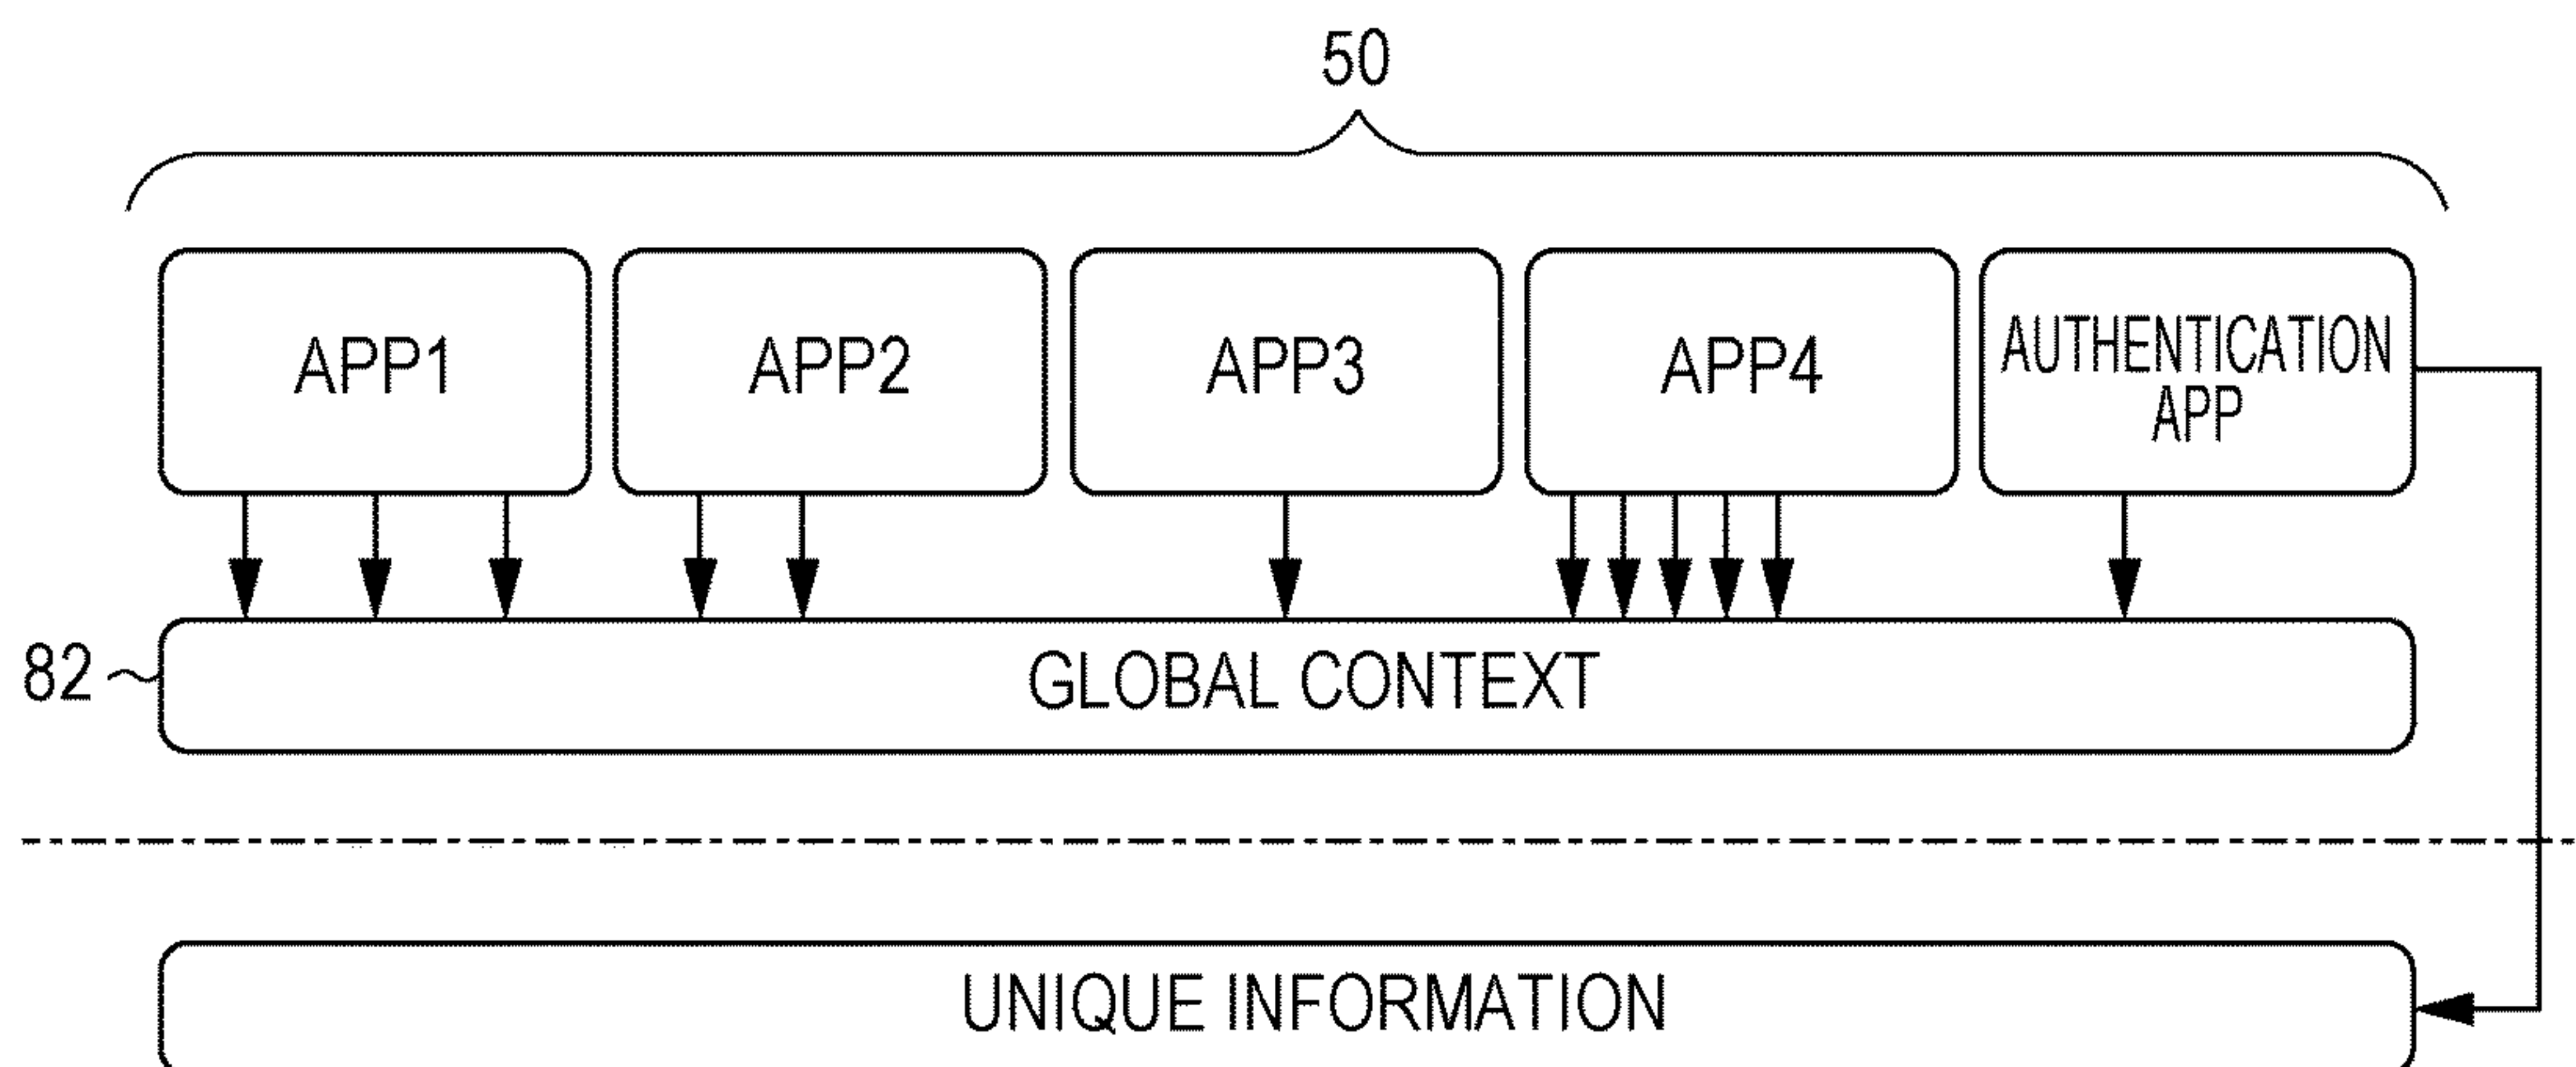 50
APP1
APP2
APP3
APP4
AUTHENTICATION
APP
82
GLOBAL CONTEXT
UNIQUE INFORMATION